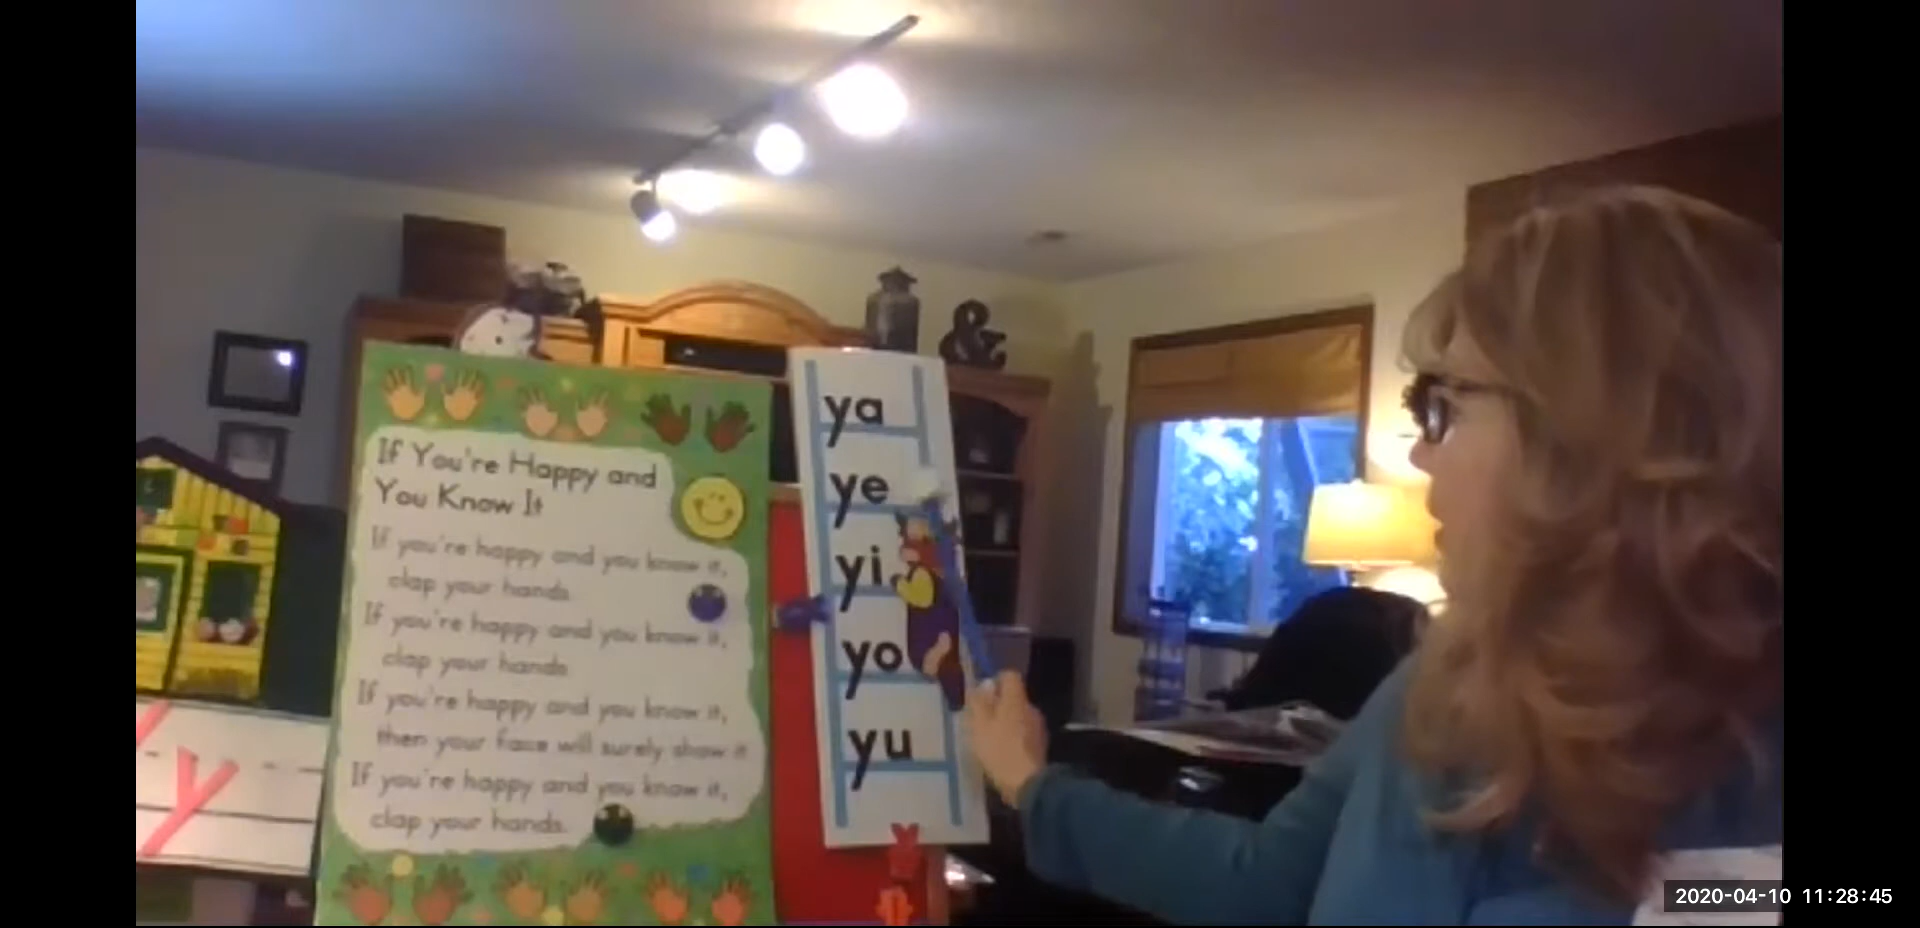 If You're Happy and
You Know It
If you're happy and you know it,
clap your hands.
If you're happy and you know it,
clap your hands.
If you're happy and you know it,
then your face will surely show it
If you're happy and you know it,
clap your hands.
ya
ye
yi
yo
yu
y
2020-04-10 11:28:45